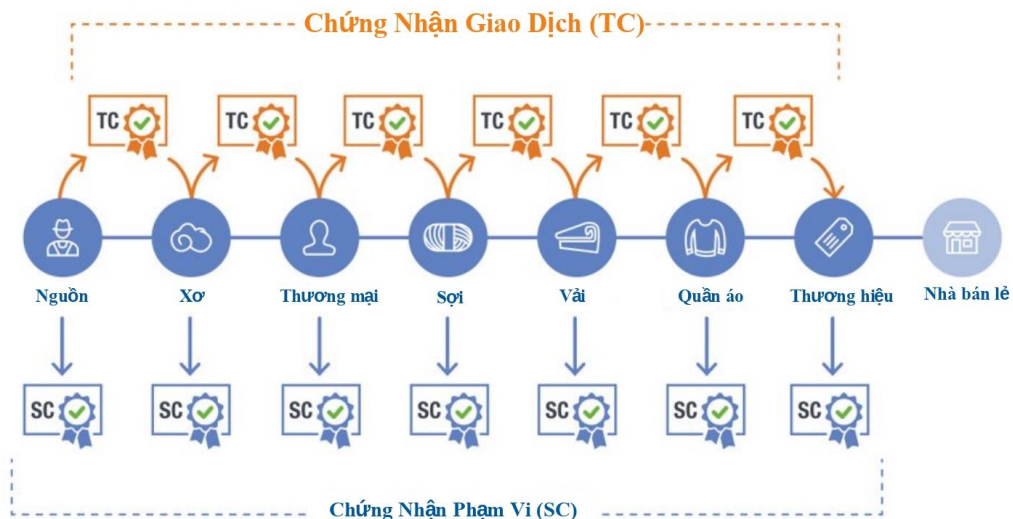 Chứng Nhận Giao Dịch (TC)
TC TC TC TC TC TC
Nguồn Xơ Thương mại Sợi Vải Quần áo Thương hiệu Nhà bán lẻ
SC SC SC SC SC SC SC
Chứng Nhận Phạm Vi (SC)